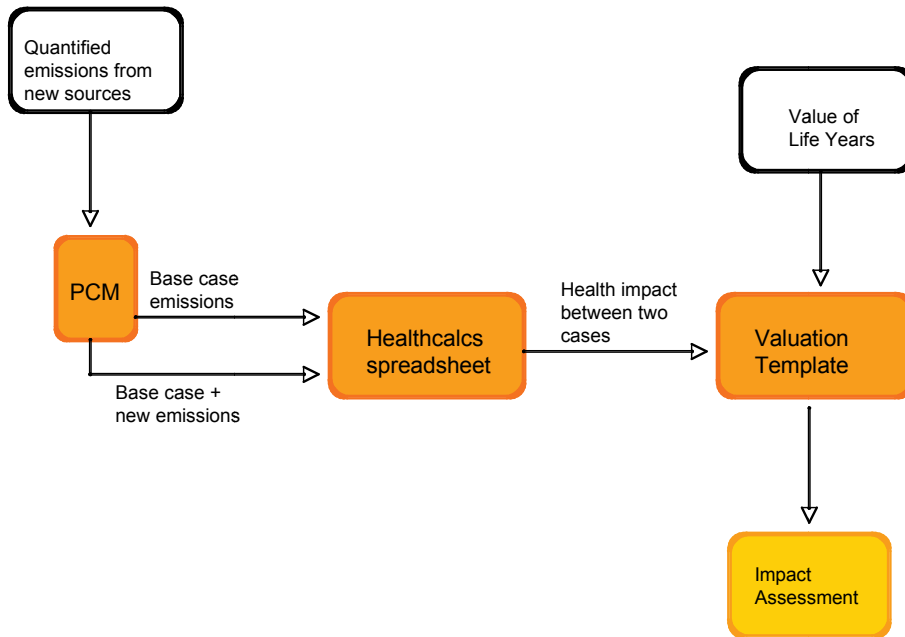 Quantified
emissions from
new sources
Value of
Life Years
PCM
Base case
emissions
Base case +
new emissions
Healthcalcs
spreadsheet
Health impact
between two
cases
Valuation
Template
Impact
Assessment